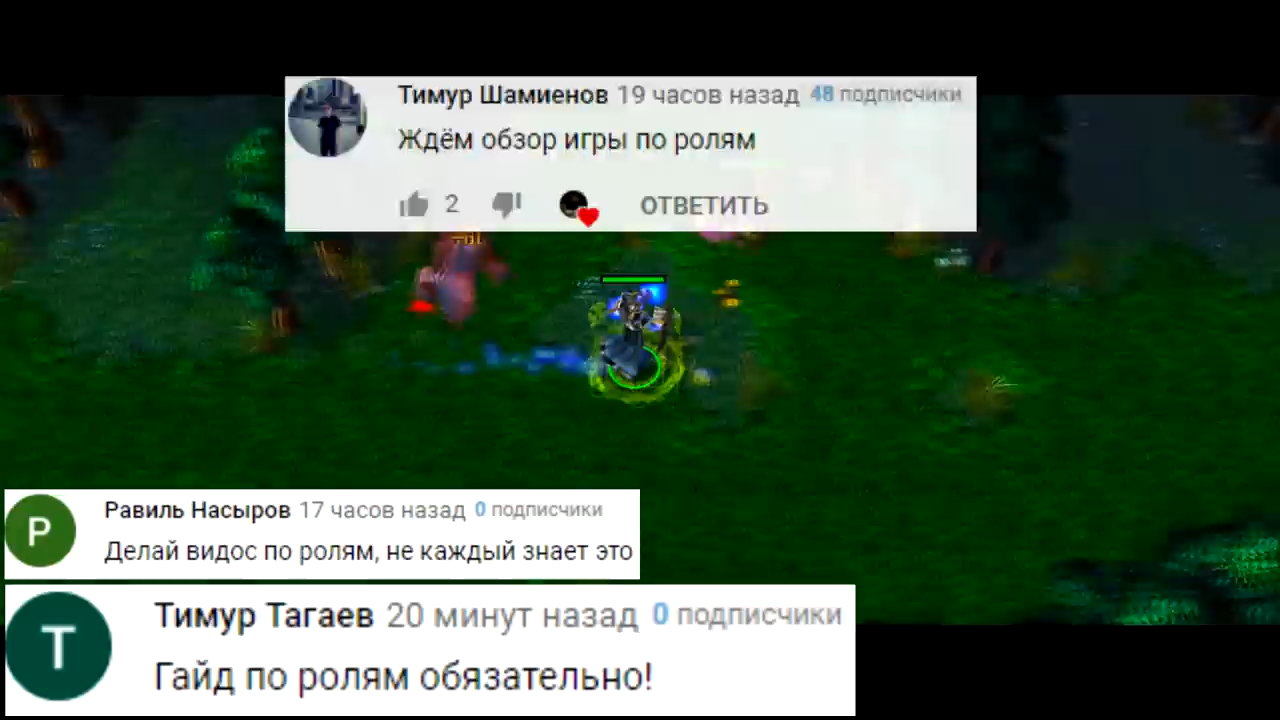 Тимур Шамиенов 19 часов назад 48 подписчики
Ждём обзор игры по ролям
2 ОТВЕТИТЬ
Р Равиль Насыров 17 часов назад 0 подписчики
Делай видос по ролям, не каждый знает это
Т Тимур Тагаев 20 минут назад 0 подписчики
Гайд по ролям обязательно!